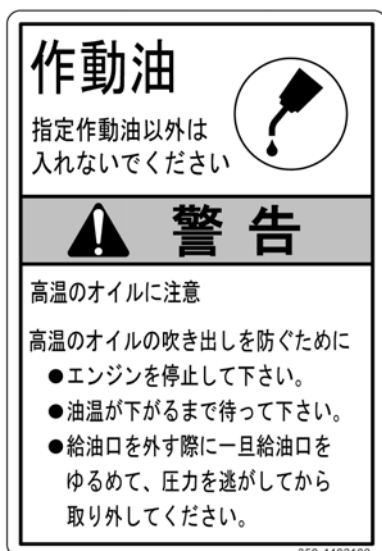 作動油
指定作動油以外は
入れないでください
警告
高温のオイルに注意
高温のオイルの吹き出しを防ぐために
●エンジンを停止して下さい。
●油温が下がるまで待って下さい。
●給油口を外す際に一旦給油口を
ゆるめて、圧力を逃がしてから
取り外してください。